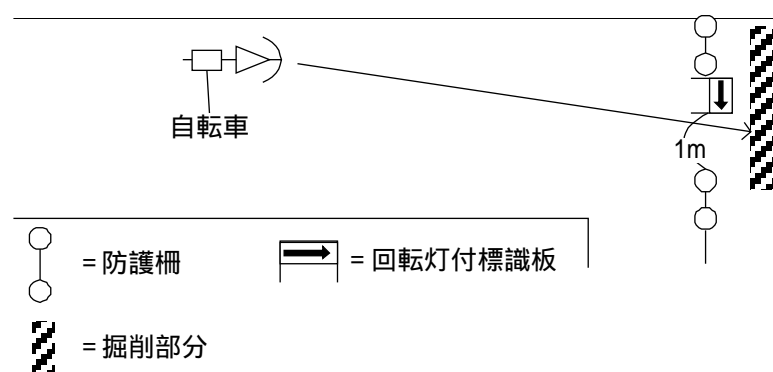 自転車
1m
= 防護柵
= 回転灯付標識板
= 掘削部分